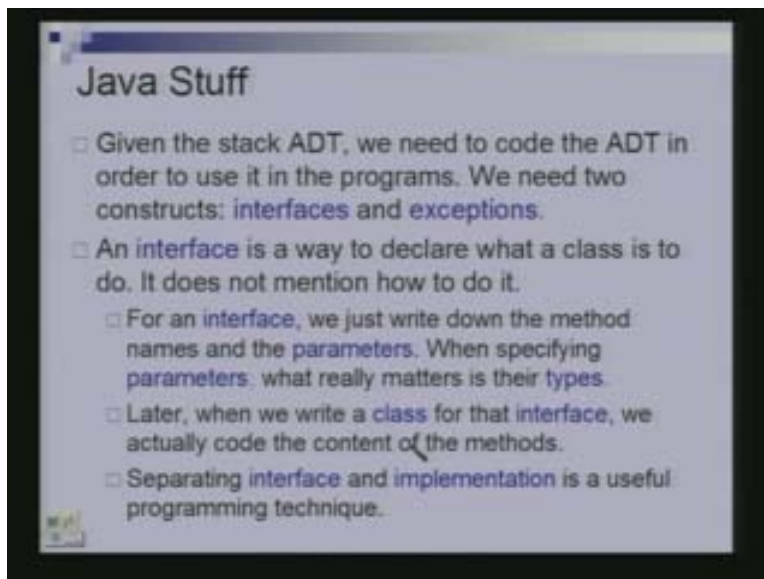 Java Stuff
Given the stack ADT, we need to code the ADT in
order to use it in the programs. We need two
constructs: interfaces and exceptions.
An interface is a way to declare what a class is to
do. It does not mention how to do it.
For an interface, we just write down the method
names and the parameters. When specifying
parameters, what really matters is their types.
Later, when we write a class for that interface, we
actually code the content of the methods.
Separating interface and implementation is a useful
programming technique.